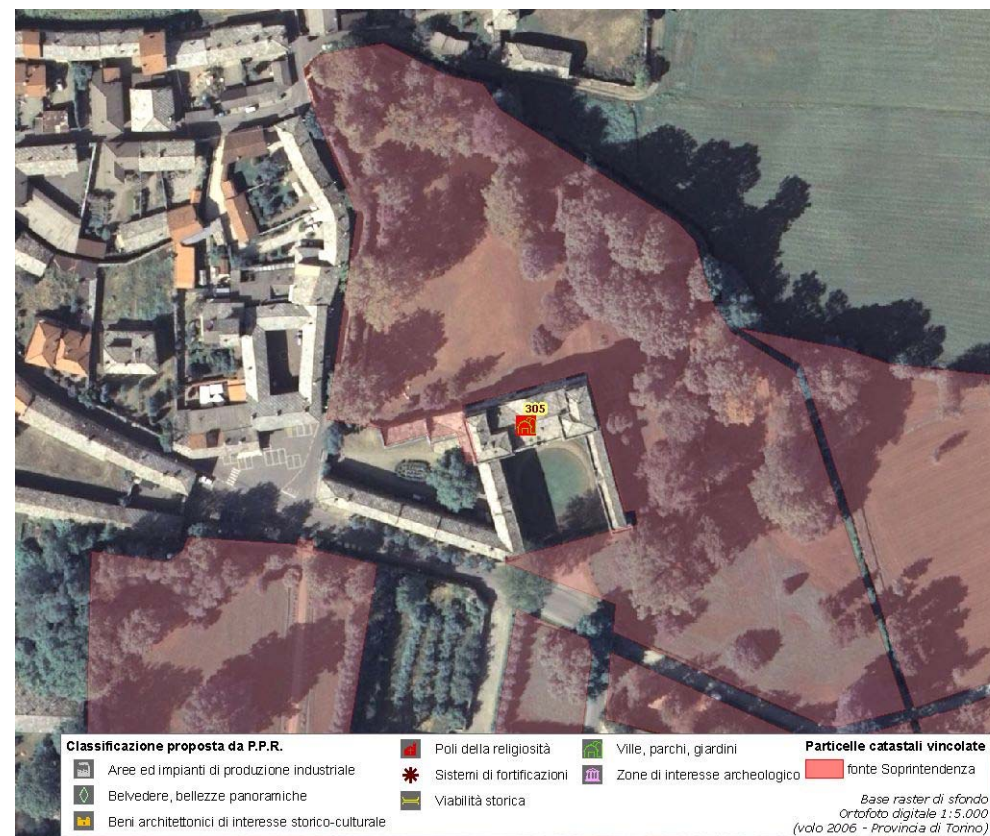 305
Classificazione proposta da P.P.R.
Aree ed impianti di produzione industriale
Belvedere, bellezze panoramiche
Beni architettonici di interesse storico-culturale
Poli della religiosità
Sistemi di fortificazioni
Viabilità storica
Ville, parchi, giardini
Zone di interesse archeologico
Particelle catastali vincolate
fonte Soprintendenza
Base raster di sfondo
Ortofoto digitale 1:5.000
(volo 2006 - Provincia di Torino)